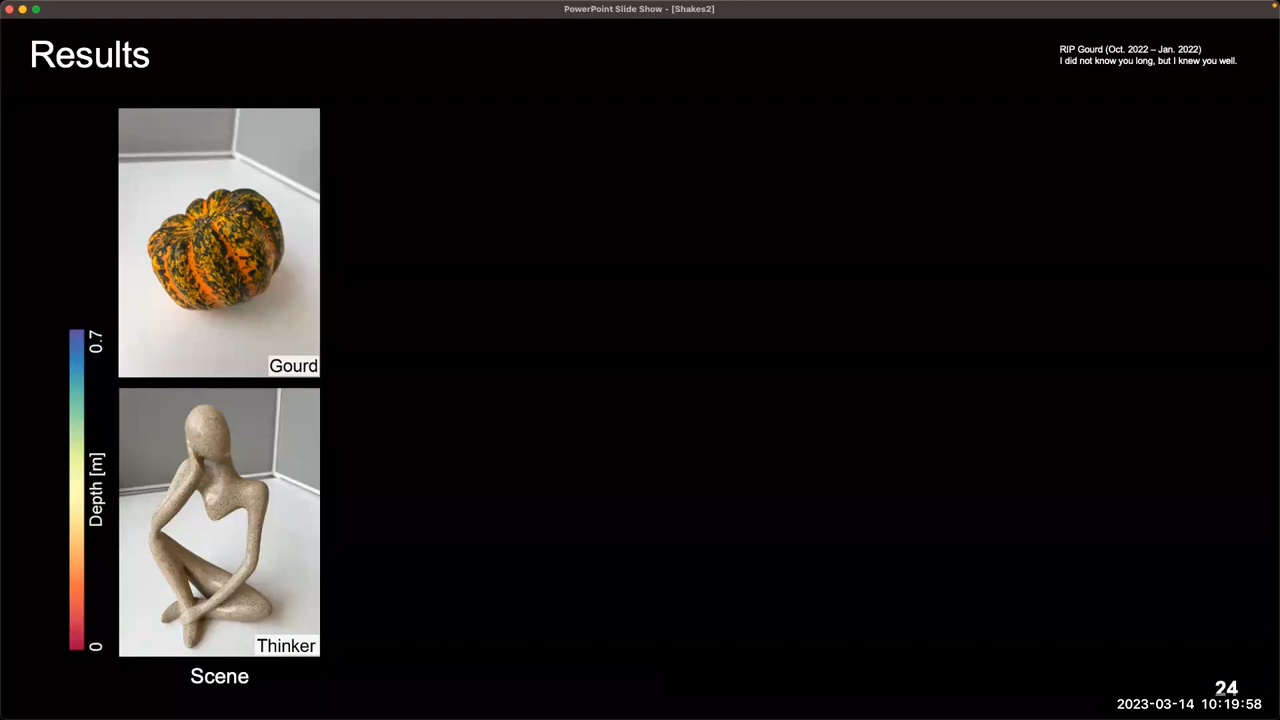 PowerPoint Slide Show - [Shakes2]
Results
RIP Gourd (Oct. 2022 – Jan. 2022)
I did not know you long, but I knew you well.
Gourd
0.7
Depth [m]
0
Thinker
Scene
24
2023-03-14 10:19:58